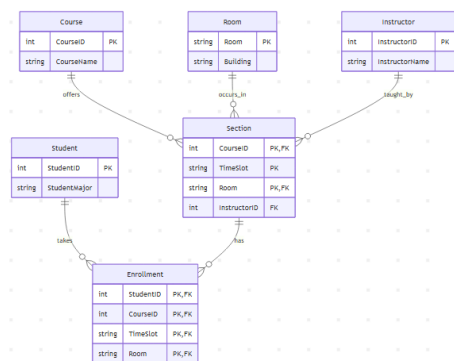 Course
int CourseID PK
string CourseName
Room
string Room PK
string Building
Instructor
int InstructorID PK
string InstructorName
offers
occurs_in
taught_by
Section
int CourseID PK,FK
string TimeSlot PK
string Room PK,FK
int InstructorID FK
Student
int StudentID PK
string StudentMajor
takes
has
Enrollment
int StudentID PK,FK
int CourseID PK,FK
string TimeSlot PK,FK
string Room PK,FK